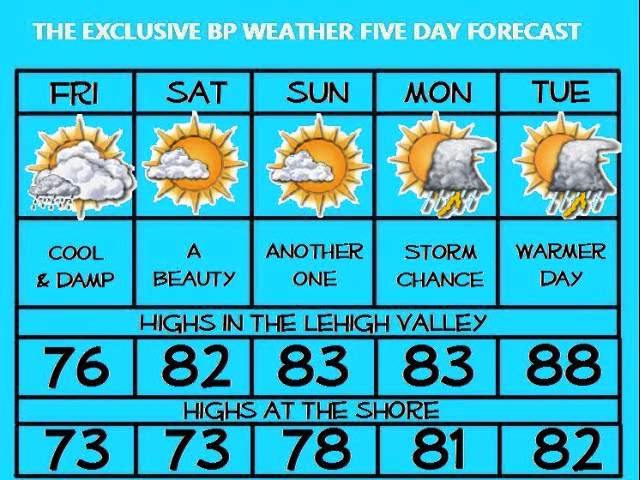 THE EXCLUSIVE BP WEATHER FIVE DAY FORECAST
FRI SAT SUN MON TUE
COOL & DAMP
A BEAUTY
ANOTHER ONE
STORM CHANCE
WARMER DAY
HIGHS IN THE LEHIGH VALLEY
76 82 83 83 88
HIGHS AT THE SHORE
73 73 78 81 82